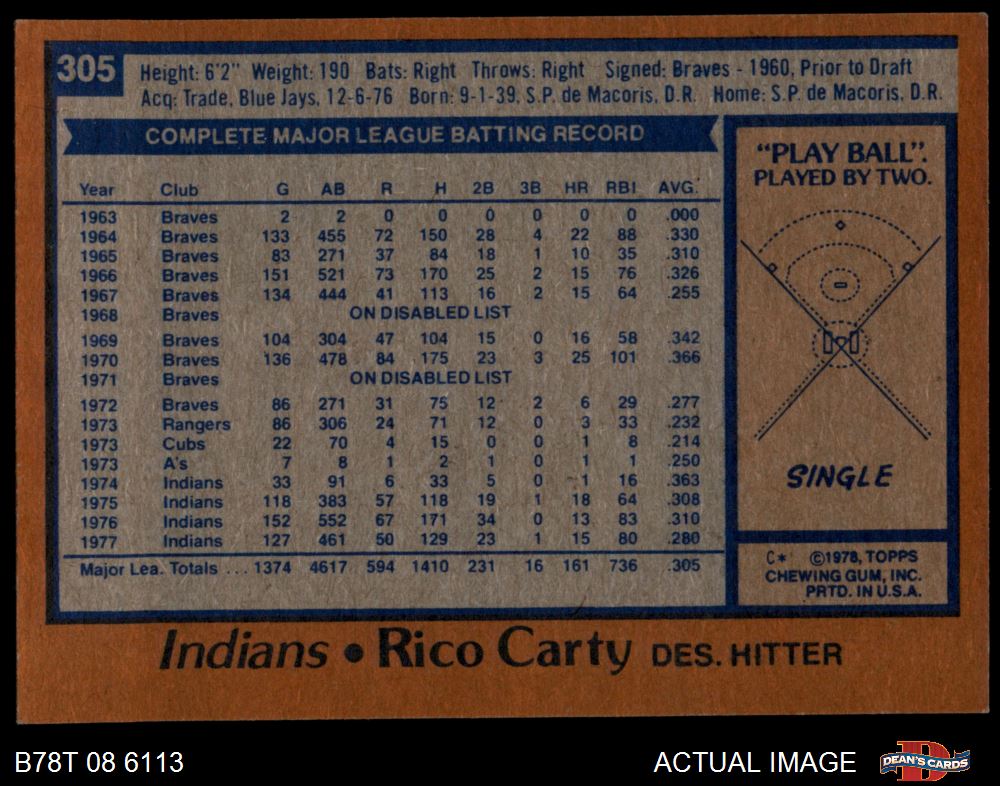 305
Height: 6'2" Weight: 190 Bats: Right Throws: Right Signed: Braves - 1960, Prior to Draft
Acq: Trade, Blue Jays, 12-6-76 Born: 9-1-39, S.P. de Macoris, D.R. Home: S.P. de Macoris, D.R.
COMPLETE MAJOR LEAGUE BATTING RECORD
Year Club G AB R H 2B 3B HR RBI AVG.
1963 Braves 2 2 0 0 0 0 0 0 .000
1964 Braves 133 455 72 150 28 4 22 88 .330
1965 Braves 83 271 37 84 18 1 10 35 .310
1966 Braves 151 521 73 170 25 2 15 76 .326
1967 Braves 134 444 41 113 16 2 15 64 .255
1968 Braves ON DISABLED LIST
1969 Braves 104 304 47 104 15 0 16 58 .342
1970 Braves 136 478 84 175 23 3 25 101 .366
1971 Braves ON DISABLED LIST
1972 Braves 86 271 31 75 12 2 6 29 .277
1973 Rangers 86 306 24 71 12 0 3 33 .232
1973 Cubs 22 70 4 15 0 0 1 8 .214
1973 A's 7 8 1 2 1 0 1 1 .250
1974 Indians 33 91 6 33 5 0 1 16 .363
1975 Indians 118 383 57 118 19 1 18 64 .308
1976 Indians 152 552 67 171 34 0 13 83 .310
1977 Indians 127 461 50 129 23 1 15 80 .280
Major Lea. Totals ... 1374 4617 594 1410 231 16 161 736 .305
"PLAY BALL".
PLAYED BY TWO.
SINGLE
C* ©1978, TOPPS
CHEWING GUM, INC.
PRTD. IN U.S.A.
Indians • Rico Carty DES. HITTER
B78T 08 6113
ACTUAL IMAGE
D
DEAN'S CARDS